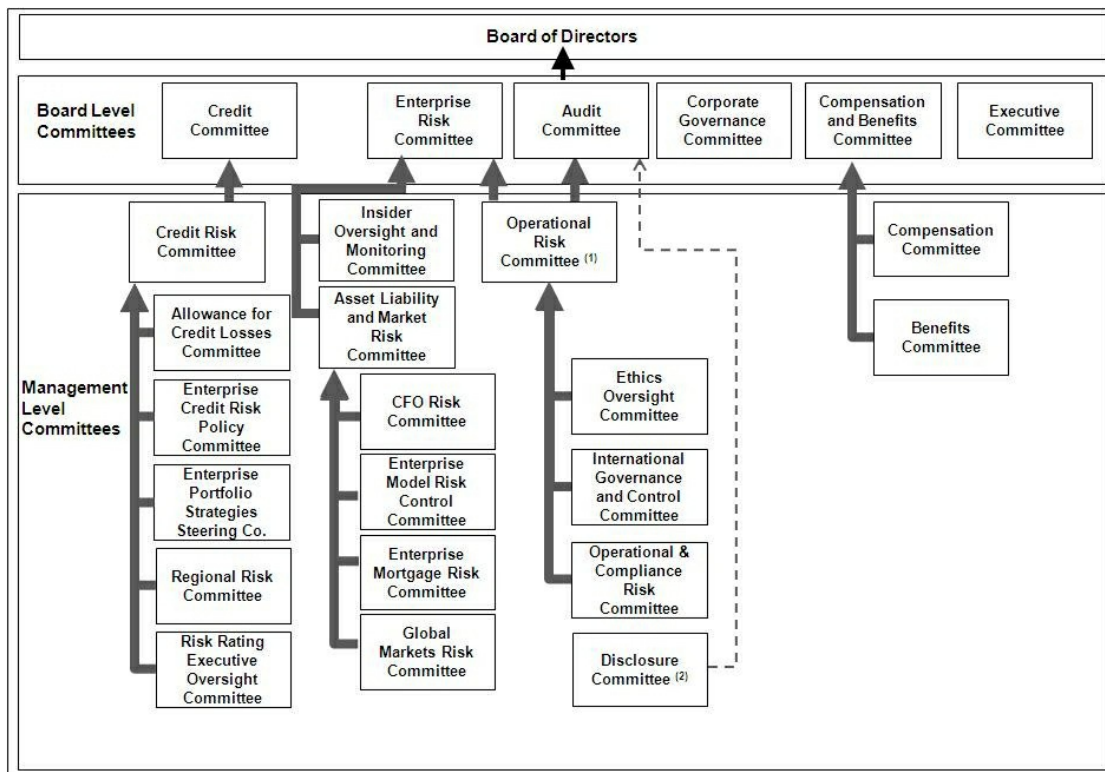 Board of Directors
Board Level
Committees
Credit
Committee
Enterprise
Risk
Committee
Audit
Committee
Corporate
Governance
Committee
Compensation
and Benefits
Committee
Executive
Committee
Management
Level
Committees
Credit Risk
Committee
Allowance for
Credit Losses
Committee
Enterprise
Credit Risk
Policy
Committee
Enterprise
Portfolio
Strategies
Steering Co.
Regional Risk
Committee
Risk Rating
Executive
Oversight
Committee
Insider
Oversight and
Monitoring
Committee
Asset Liability
and Market
Risk
Committee
CFO Risk
Committee
Enterprise
Model Risk
Control
Committee
Enterprise
Mortgage Risk
Committee
Global
Markets Risk
Committee
Operational
Risk
Committee (1)
Ethics
Oversight
Committee
International
Governance
and Control
Committee
Operational &
Compliance
Risk
Committee
Disclosure
Committee (2)
Compensation
Committee
Benefits
Committee